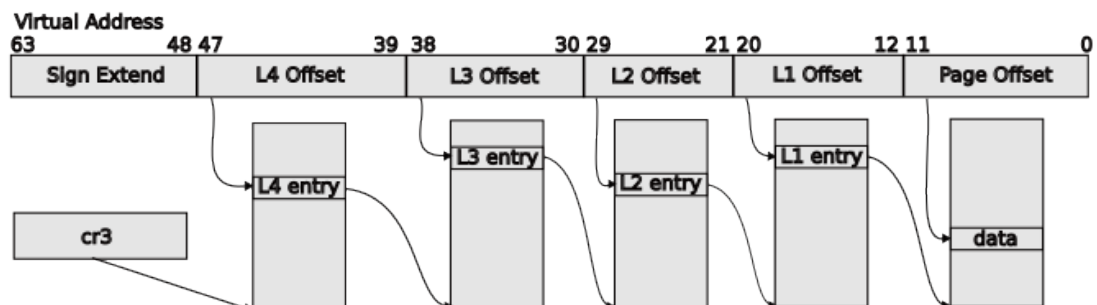 Virtual Address
63 48 47 39 38 30 29 21 20 12 11 0
Sign Extend L4 Offset L3 Offset L2 Offset L1 Offset Page Offset
L3 entry L1 entry
L4 entry L2 entry
cr3 data